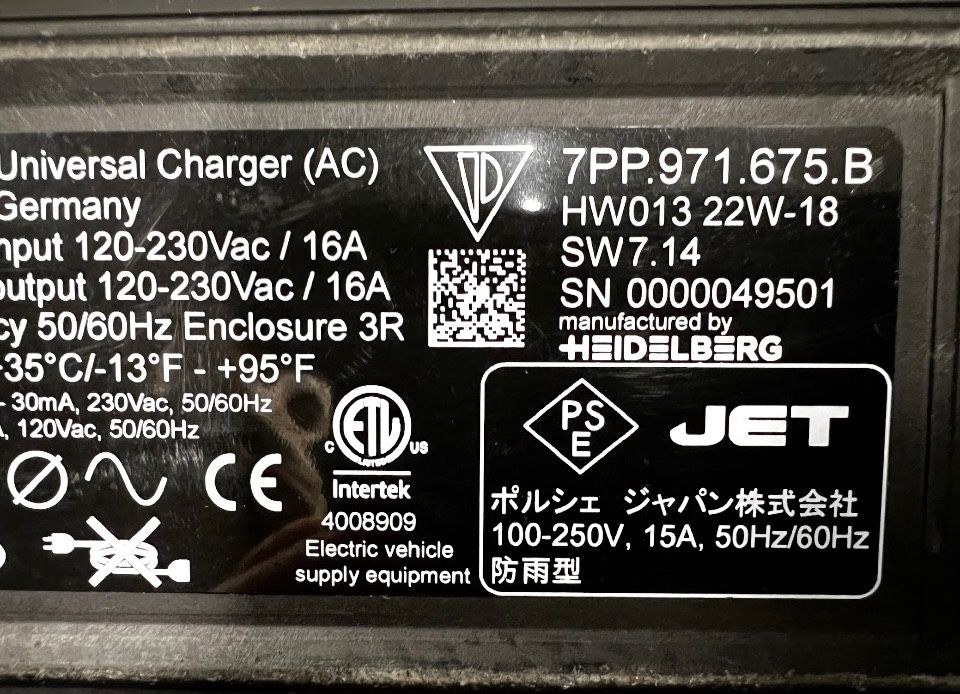 Universal Charger (AC)
Germany
nput 120-230Vac / 16A
output 120-230Vac / 16A
cy 50/60Hz Enclosure 3R
+35°C/-13°F - +95°F
- 30mA, 230Vac, 50/60Hz
A, 120Vac, 50/60Hz
CE
7PP.971.675.B
HW013 22W-18
SW7.14
SN 0000049501
manufactured by
HEIDELBERG
C ETL US
LISTED
Intertek
4008909
Electric vehicle
supply equipment
PS
E
JET
ポルシェ ジャパン株式会社
100-250V, 15A, 50Hz/60Hz
防雨型